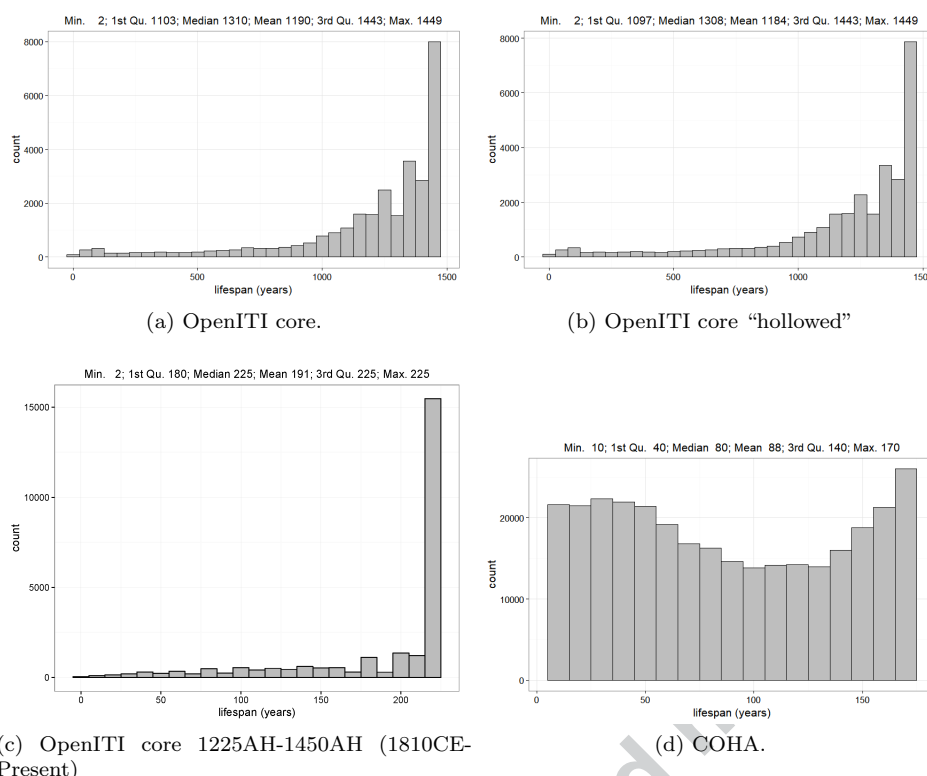 Min. 2; 1st Qu. 1103; Median 1310; Mean 1190; 3rd Qu. 1443; Max. 1449
8000
6000
4000
2000
0
count
0 500 1000 1500
lifespan (years)
(a) OpenITI core.
Min. 2; 1st Qu. 1097; Median 1308; Mean 1184; 3rd Qu. 1443; Max. 1449
8000
6000
4000
2000
0
count
0 500 1000 150
lifespan (years)
(b) OpenITI core “hollowed”
Min. 2; 1st Qu. 180; Median 225; Mean 191; 3rd Qu. 225; Max. 225
15000
10000
5000
0
count
0 50 100 150 200
lifespan (years)
(c) OpenITI core 1225AH-1450AH (1810CE-
Present)
Min. 10; 1st Qu. 40; Median 80; Mean 88; 3rd Qu. 140; Max. 170
20000
10000
0
count
0 50 100 150
lifespan (years)
(d) COHA.